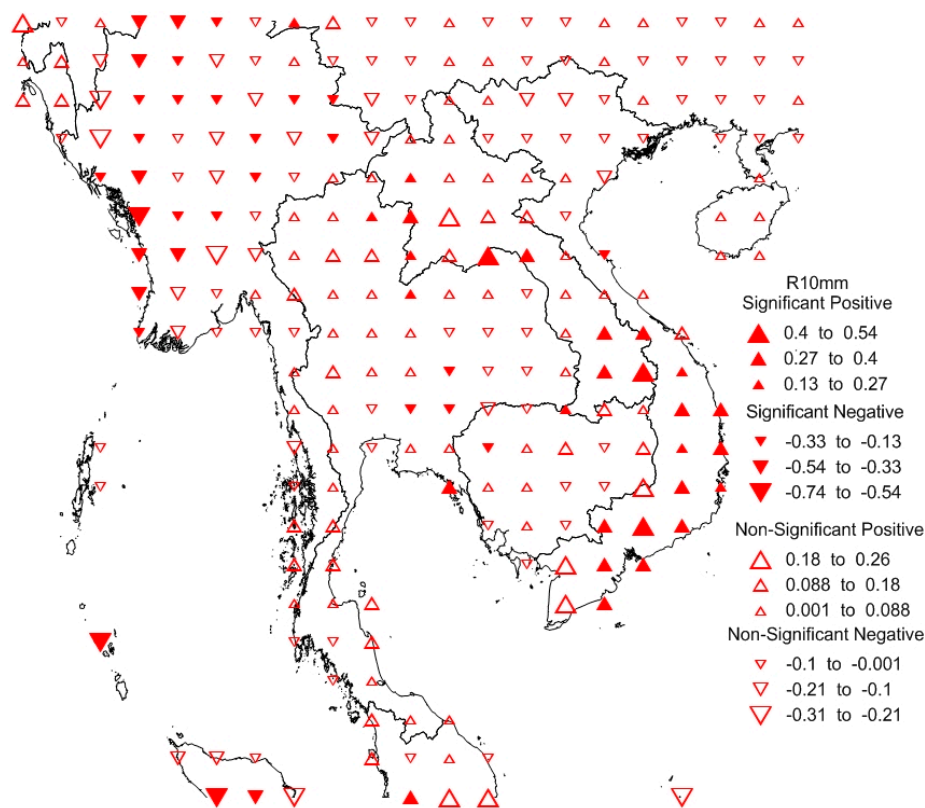 R10mm
Significant Positive
0.4 to 0.54
0.27 to 0.4
0.13 to 0.27
Significant Negative
-0.33 to -0.13
-0.54 to -0.33
-0.74 to -0.54
Non-Significant Positive
0.18 to 0.26
0.088 to 0.18
0.001 to 0.088
Non-Significant Negative
-0.1 to -0.001
-0.21 to -0.1
-0.31 to -0.21